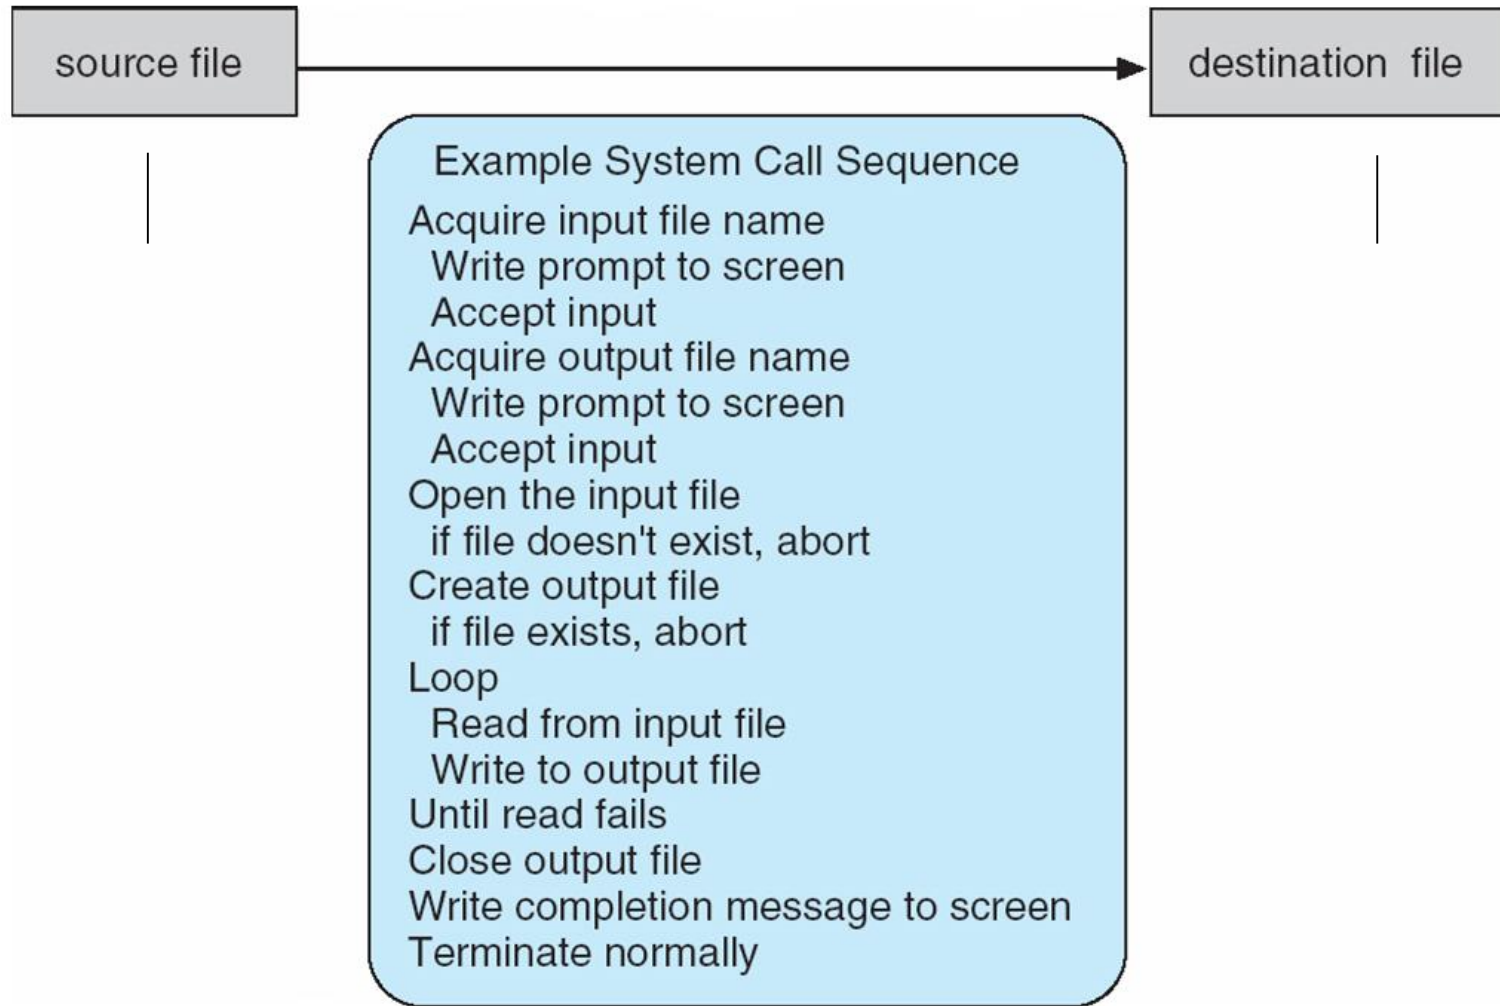 source file
destination file
Example System Call Sequence
Acquire input file name
Write prompt to screen
Accept input
Acquire output file name
Write prompt to screen
Accept input
Open the input file
if file doesn't exist, abort
Create output file
if file exists, abort
Loop
Read from input file
Write to output file
Until read fails
Close output file
Write completion message to screen
Terminate normally